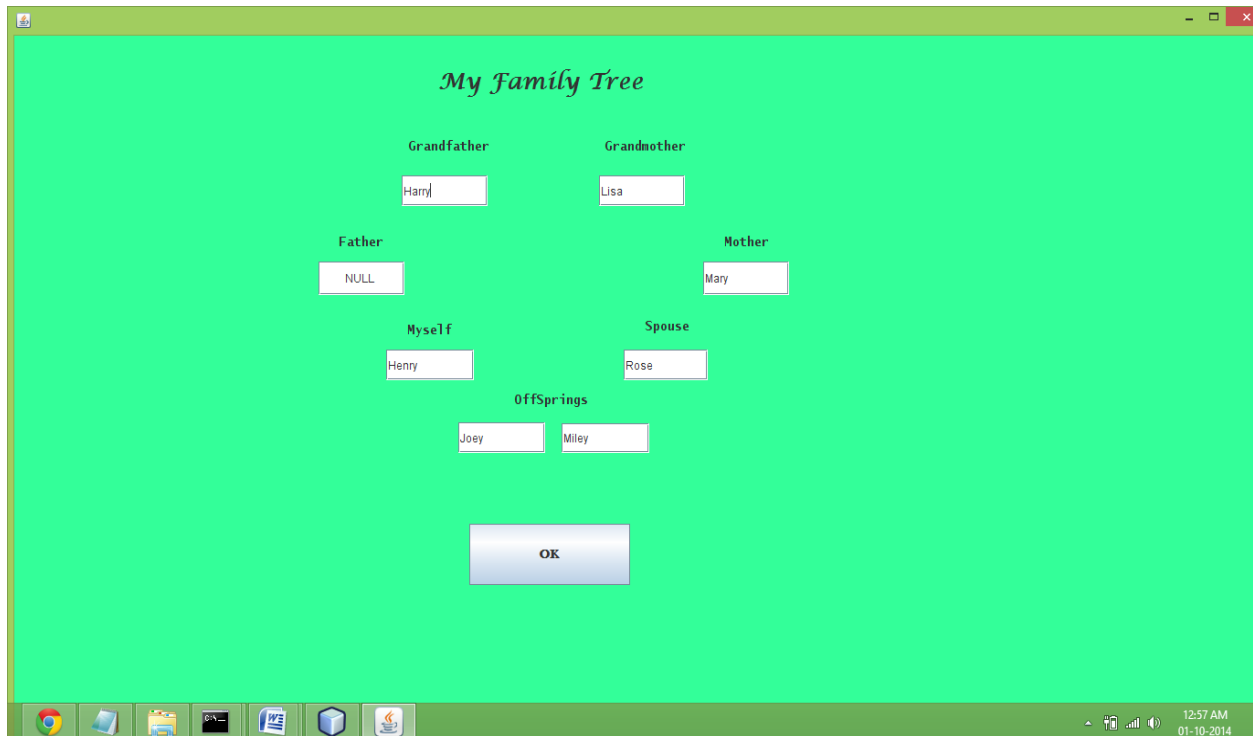 My Family Tree
Grandfather Grandmother
Harry Lisa
Father Mother
NULL Mary
Myself Spouse
Henry Rose
OffSprings
Joey Miley
OK
C:\_
W
12:57 AM
01-10-2014